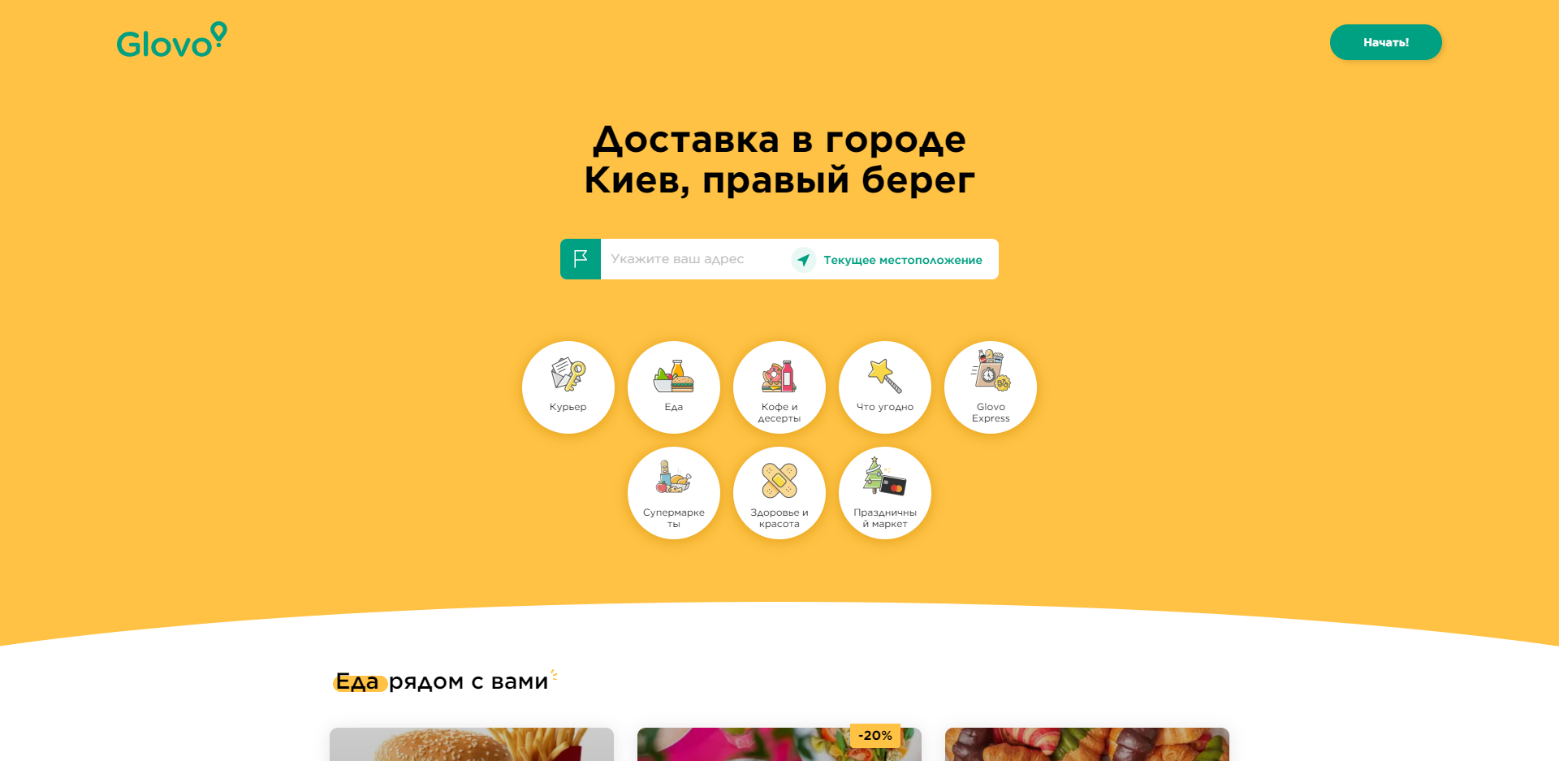 Glovo
Начать!
Доставка в городе
Киев, правый берег
Укажите ваш адрес
Текущее местоположение
Курьер
Еда
Кофе и
десерты
Что угодно
Glovo
Express
Супермарке
ты
Здоровье и
красота
Праздничны
й маркет
Еда рядом с вами
-20%